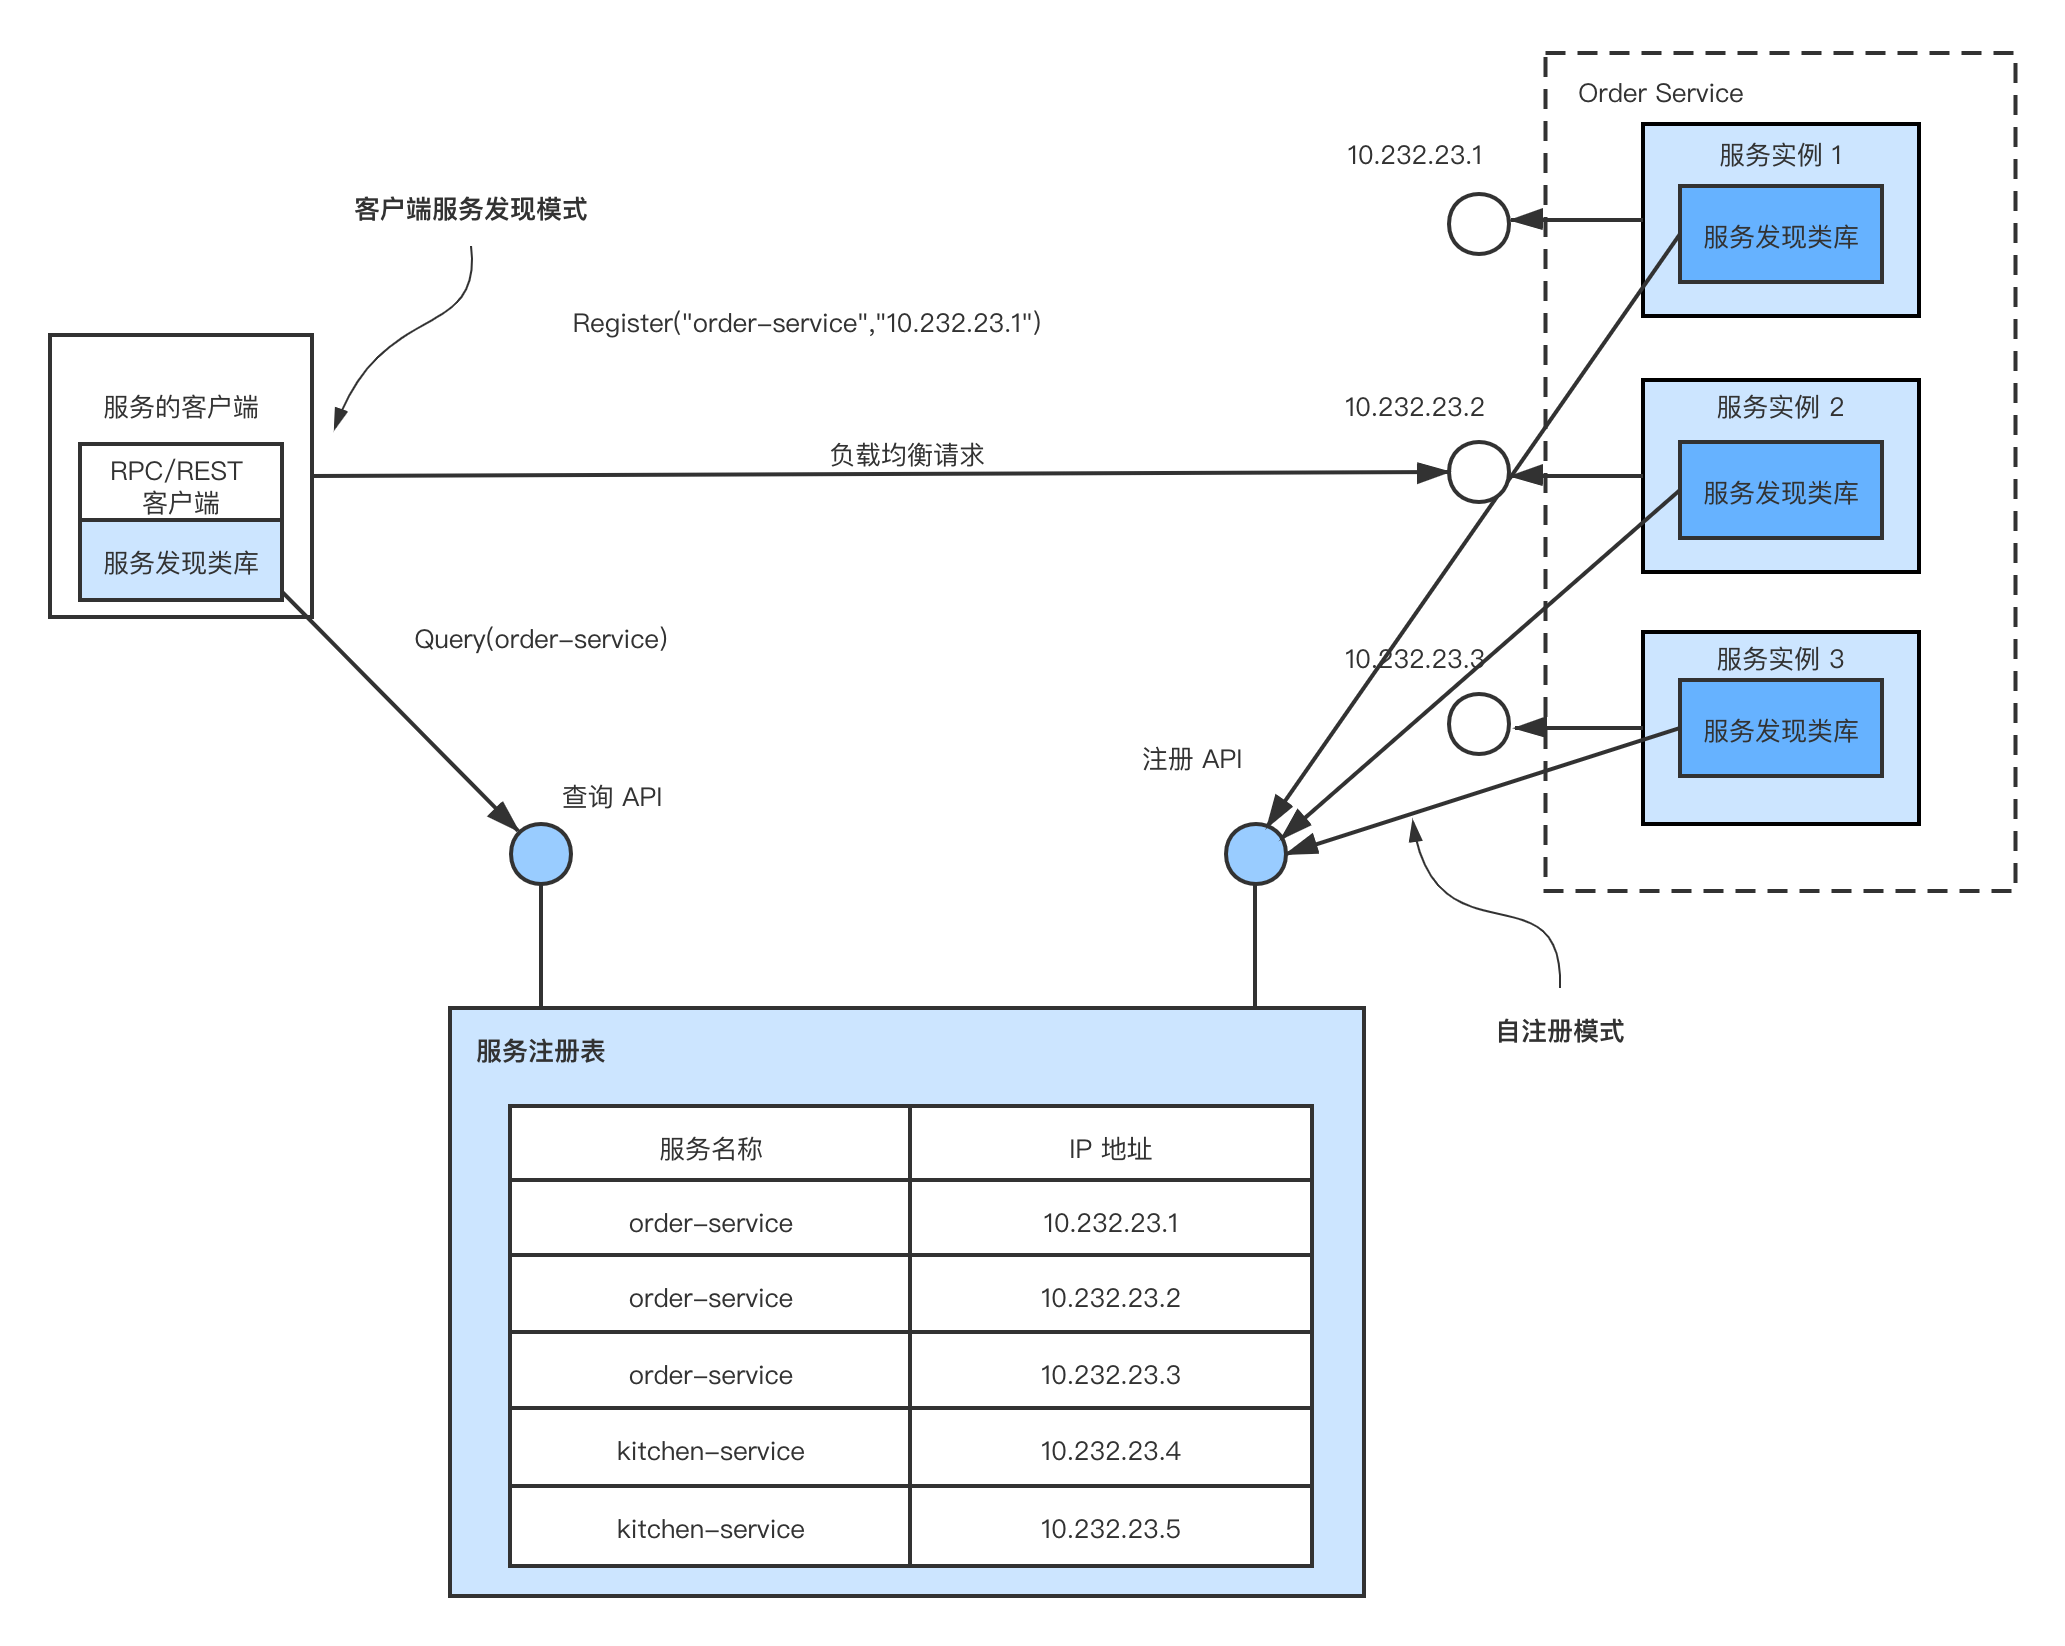 Order Service
10.232.23.1
服务实例 1
服务发现类库
客户端服务发现模式
Register("order-service","10.232.23.1")
服务的客户端
RPC/REST
客户端
服务发现类库
负载均衡请求
10.232.23.2
服务实例 2
服务发现类库
Query(order-service)
10.232.23.3
服务实例 3
服务发现类库
查询 API
注册 API
自注册模式
服务注册表
服务名称 IP 地址
order-service 10.232.23.1
order-service 10.232.23.2
order-service 10.232.23.3
kitchen-service 10.232.23.4
kitchen-service 10.232.23.5